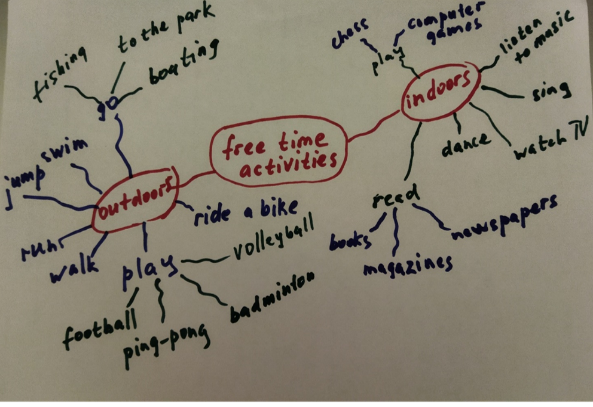 free time
activities
outdoors
go
fishing
to the park
boating
swim
jump
run
walk
play
football
ping-pong
badminton
volleyball
ride a bike
indoors
play
chess
computer
games
listen
to music
sing
watch TV
dance
read
books
magazines
newspapers